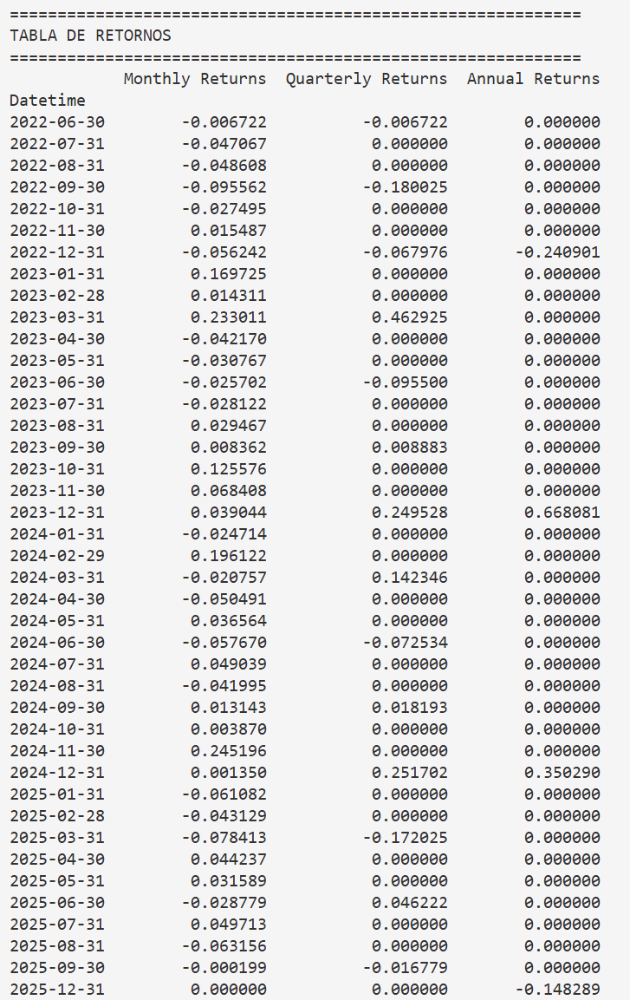 ============================================================
TABLA DE RETORNOS
============================================================
            Monthly Returns  Quarterly Returns  Annual Returns
Datetime
2022-06-30        -0.006722          -0.006722        0.000000
2022-07-31        -0.047067           0.000000        0.000000
2022-08-31        -0.048608           0.000000        0.000000
2022-09-30        -0.095562          -0.180025        0.000000
2022-10-31        -0.027495           0.000000        0.000000
2022-11-30         0.015487           0.000000        0.000000
2022-12-31        -0.056242          -0.067976       -0.240901
2023-01-31         0.169725           0.000000        0.000000
2023-02-28         0.014311           0.000000        0.000000
2023-03-31         0.233011           0.462925        0.000000
2023-04-30        -0.042170           0.000000        0.000000
2023-05-31        -0.030767           0.000000        0.000000
2023-06-30        -0.025702          -0.095500        0.000000
2023-07-31        -0.028122           0.000000        0.000000
2023-08-31         0.029467           0.000000        0.000000
2023-09-30         0.008362           0.008883        0.000000
2023-10-31         0.125576           0.000000        0.000000
2023-11-30         0.068408           0.000000        0.000000
2023-12-31         0.039044           0.249528        0.668081
2024-01-31        -0.024714           0.000000        0.000000
2024-02-29         0.196122           0.000000        0.000000
2024-03-31        -0.020757           0.142346        0.000000
2024-04-30        -0.050491           0.000000        0.000000
2024-05-31         0.036564           0.000000        0.000000
2024-06-30        -0.057670          -0.072534        0.000000
2024-07-31         0.049039           0.000000        0.000000
2024-08-31        -0.041995           0.000000        0.000000
2024-09-30         0.013143           0.018193        0.000000
2024-10-31         0.003870           0.000000        0.000000
2024-11-30         0.245196           0.000000        0.000000
2024-12-31         0.001350           0.251702        0.350290
2025-01-31        -0.061082           0.000000        0.000000
2025-02-28        -0.043129           0.000000        0.000000
2025-03-31        -0.078413          -0.172025        0.000000
2025-04-30         0.044237           0.000000        0.000000
2025-05-31         0.031589           0.000000        0.000000
2025-06-30        -0.028779           0.046222        0.000000
2025-07-31         0.049713           0.000000        0.000000
2025-08-31        -0.063156           0.000000        0.000000
2025-09-30        -0.000199          -0.016779        0.000000
2025-12-31         0.000000           0.000000       -0.148289